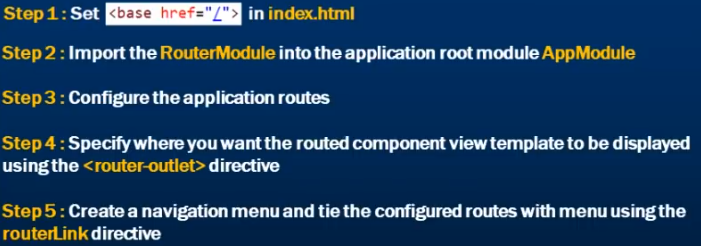 Step 1 : Set <base href="/"> in index.html
Step 2 : Import the RouterModule into the application root module AppModule
Step 3 : Configure the application routes
Step 4 : Specify where you want the routed component view template to be displayed
using the <router-outlet> directive
Step 5 : Create a navigation menu and tie the configured routes with menu using the
routerLink directive